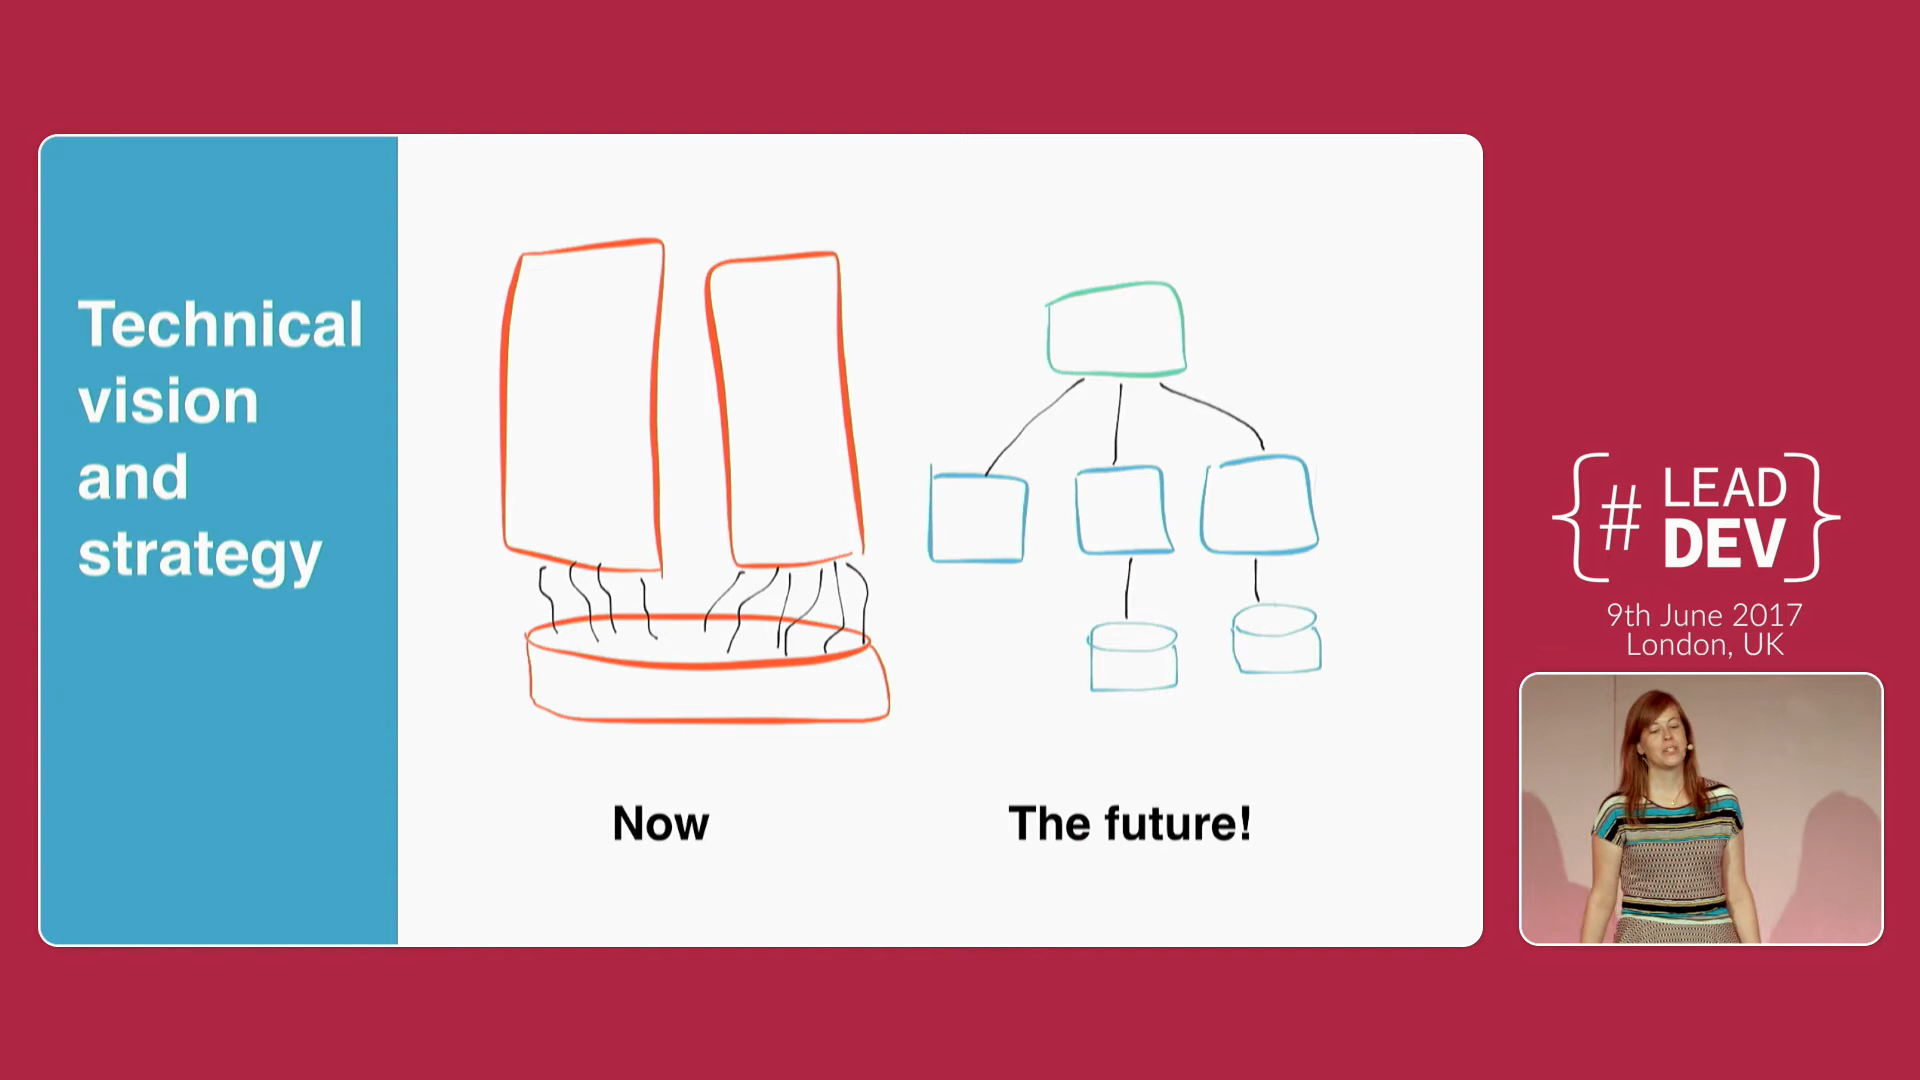 Technical
vision
and
strategy
Now
The future!
{# LEAD
DEV}
9th June 2017
London, UK